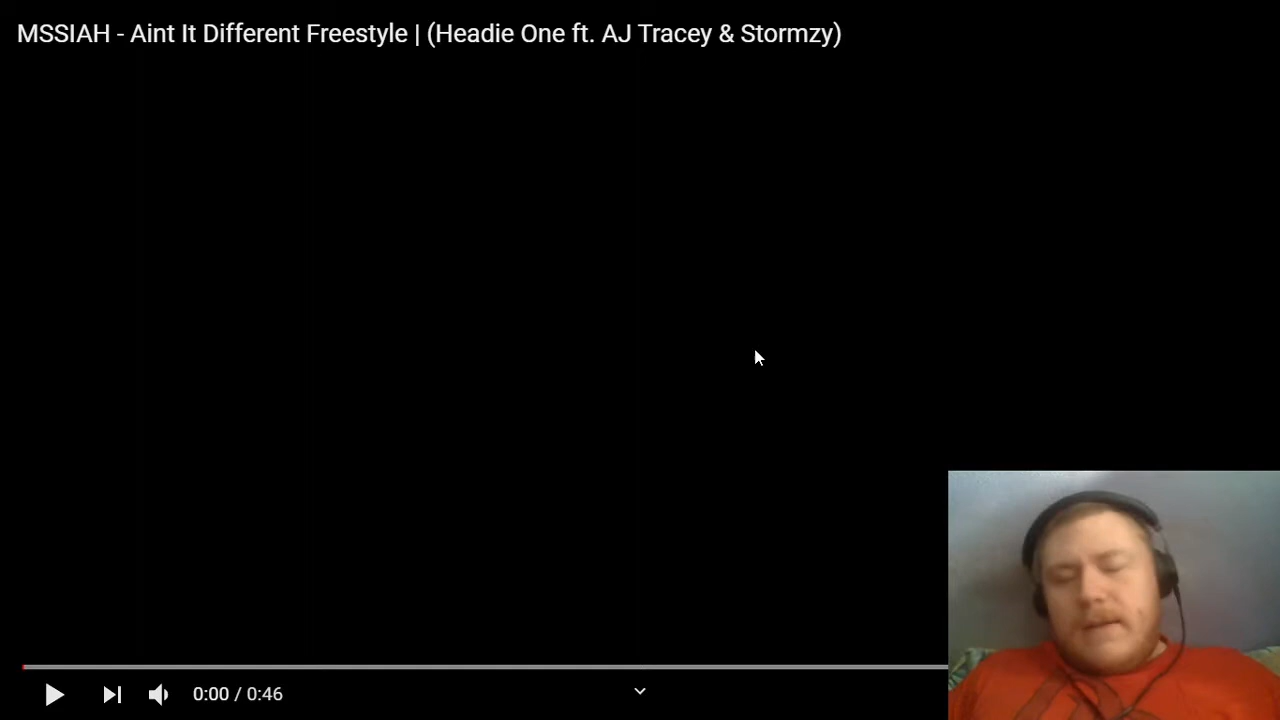 MSSIAH - Aint It Different Freestyle | (Headie One ft. AJ Tracey & Stormzy)
0:00 / 0:46